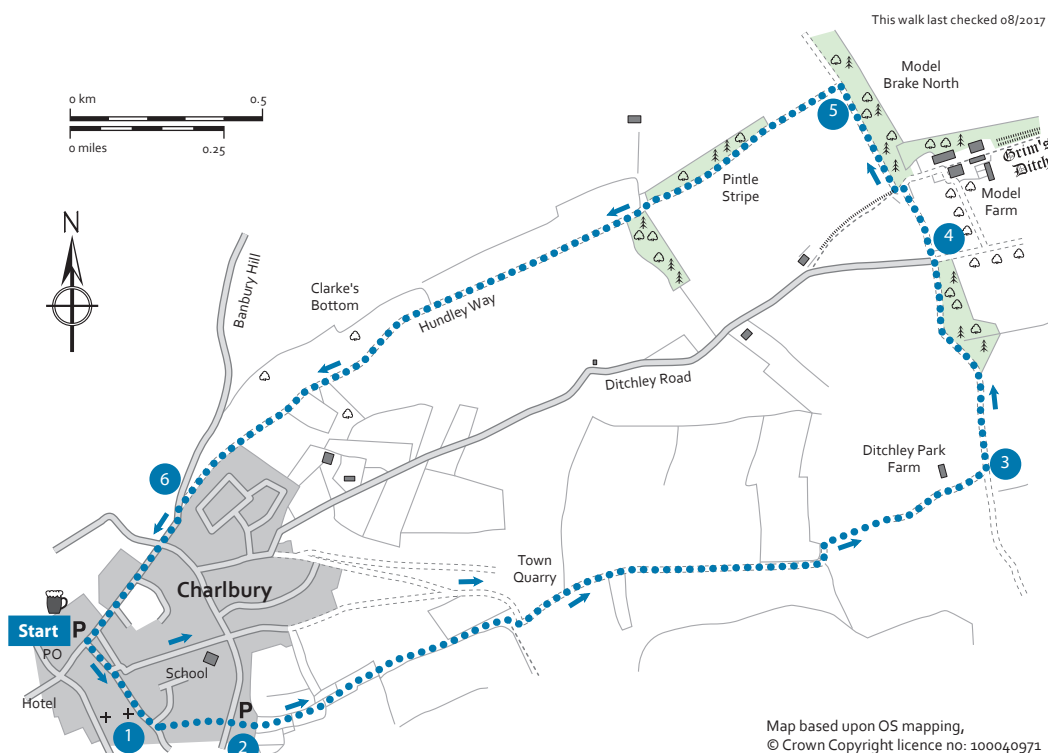 This walk last checked 08/2017
Model
Brake North
0 km 0.5
0 miles 0.25
5
Grim's
Ditch
Pintle
Stripe
Model
Farm
N
4
Banbury Hill
Clarke's
Bottom
Hundley Way
Ditchley Road
Ditchley Park
Farm
3
6
Town
Quarry
Charlbury
Start
P
PO
School
Hotel
P
1
2
Map based upon OS mapping,
© Crown Copyright licence no: 100040971